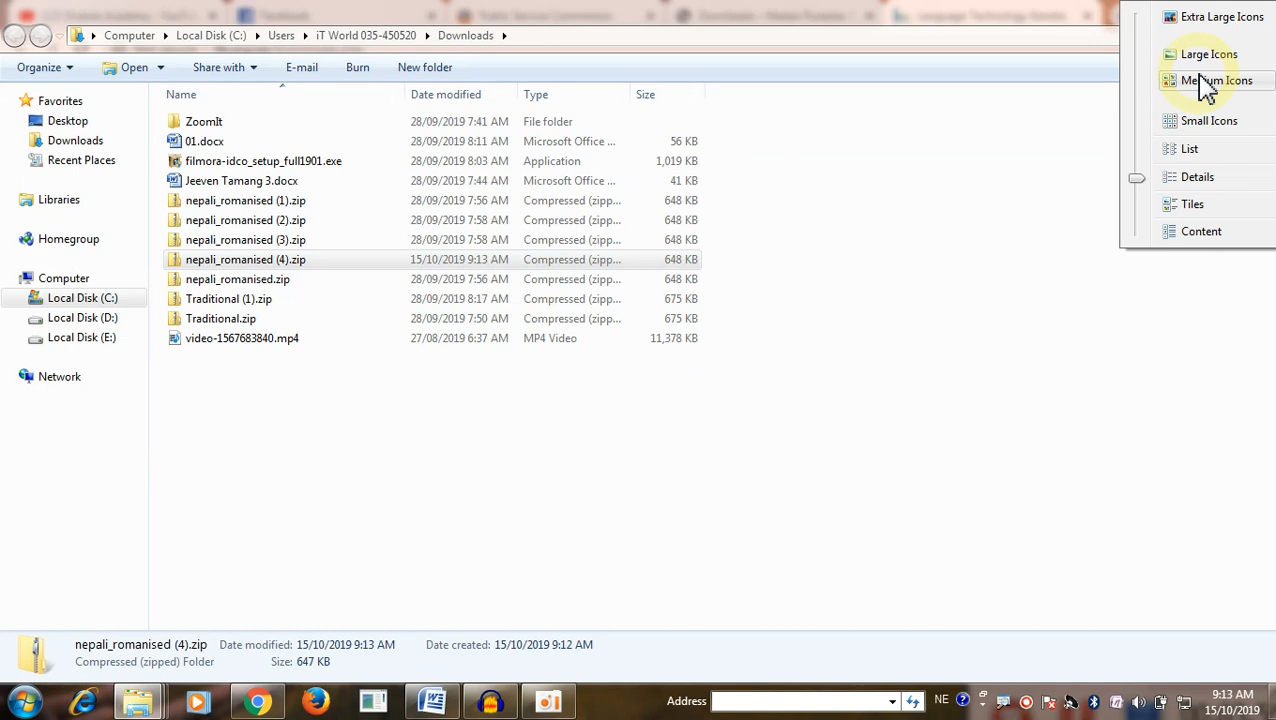 Computer Local Disk (C:) Users iT World 035-450520 Downloads
Organize Open Share with E-mail Burn New folder
Name Date modified Type Size
Favorites
Desktop
Downloads
Recent Places
Libraries
Homegroup
Computer
Local Disk (C:)
Local Disk (D:)
Local Disk (E:)
Network
ZoomIt 28/09/2019 7:41 AM File folder
01.docx 28/09/2019 8:11 AM Microsoft Office ... 56 KB
filmora-idco_setup_full1901.exe 28/09/2019 8:03 AM Application 1,019 KB
Jeeven Tamang 3.docx 28/09/2019 7:44 AM Microsoft Office ... 41 KB
nepali_romanised (1).zip 28/09/2019 7:56 AM Compressed (zipp... 648 KB
nepali_romanised (2).zip 28/09/2019 7:58 AM Compressed (zipp... 648 KB
nepali_romanised (3).zip 28/09/2019 7:58 AM Compressed (zipp... 648 KB
nepali_romanised (4).zip 15/10/2019 9:13 AM Compressed (zipp... 648 KB
nepali_romanised.zip 28/09/2019 7:56 AM Compressed (zipp... 648 KB
Traditional (1).zip 28/09/2019 8:17 AM Compressed (zipp... 675 KB
Traditional.zip 28/09/2019 7:50 AM Compressed (zipp... 675 KB
video-1567683840.mp4 27/08/2019 6:37 AM MP4 Video 11,378 KB
Extra Large Icons
Large Icons
Medium Icons
Small Icons
List
Details
Tiles
Content
nepali_romanised (4).zip Date modified: 15/10/2019 9:13 AM Date created: 15/10/2019 9:12 AM
Compressed (zipped) Folder Size: 647 KB
Address NE 9:13 AM
15/10/2019